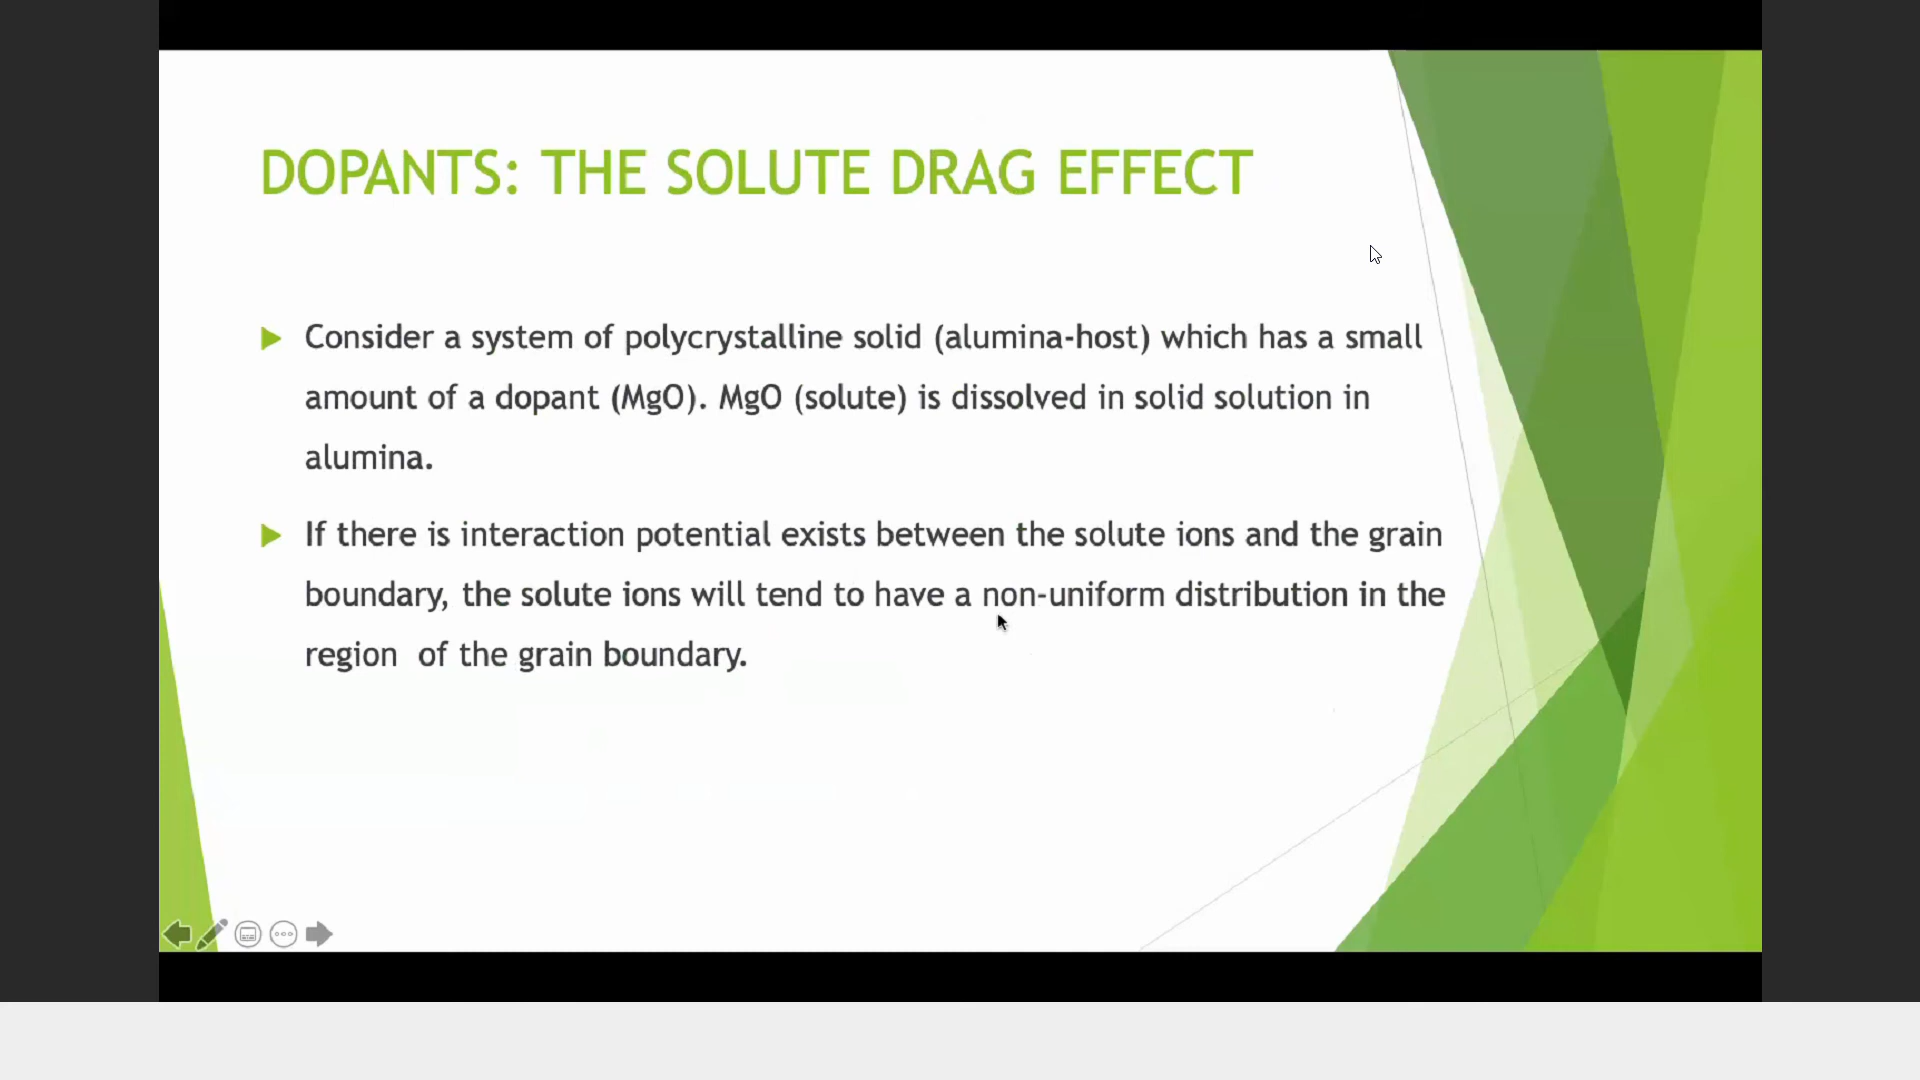 DOPANTS: THE SOLUTE DRAG EFFECT
Consider a system of polycrystalline solid (alumina-host) which has a small
amount of a dopant (MgO). MgO (solute) is dissolved in solid solution in
alumina.
If there is interaction potential exists between the solute ions and the grain
boundary, the solute ions will tend to have a non-uniform distribution in the
region of the grain boundary.